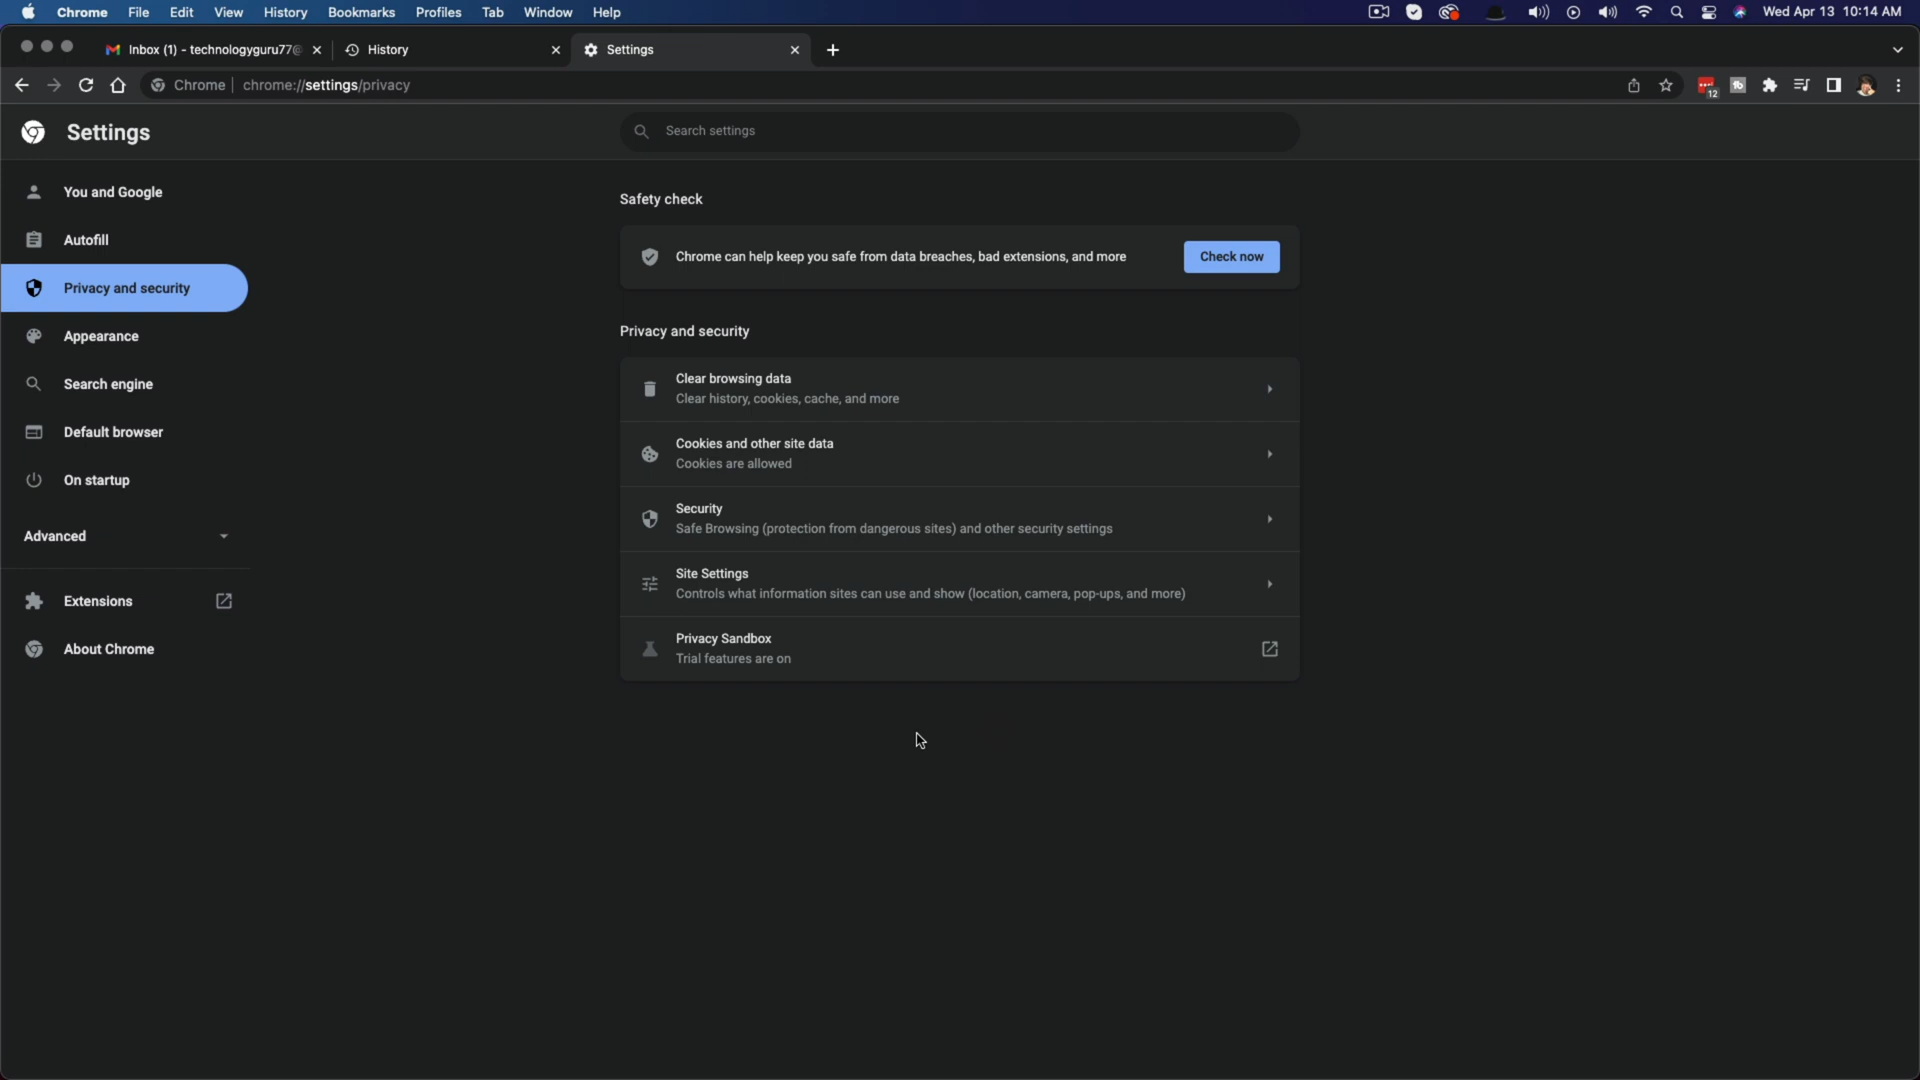 Chrome File Edit View History Bookmarks Profiles Tab Window Help Wed Apr 13 10:14 AM
Inbox (1) - technologyguru77@ History Settings
Chrome chrome://settings/privacy 12
Settings
Search settings
You and Google
Autofill
Privacy and security
Appearance
Search engine
Default browser
On startup
Advanced
Extensions
About Chrome
Safety check
Chrome can help keep you safe from data breaches, bad extensions, and more Check now
Privacy and security
Clear browsing data
Clear history, cookies, cache, and more
Cookies and other site data
Cookies are allowed
Security
Safe Browsing (protection from dangerous sites) and other security settings
Site Settings
Controls what information sites can use and show (location, camera, pop-ups, and more)
Privacy Sandbox
Trial features are on